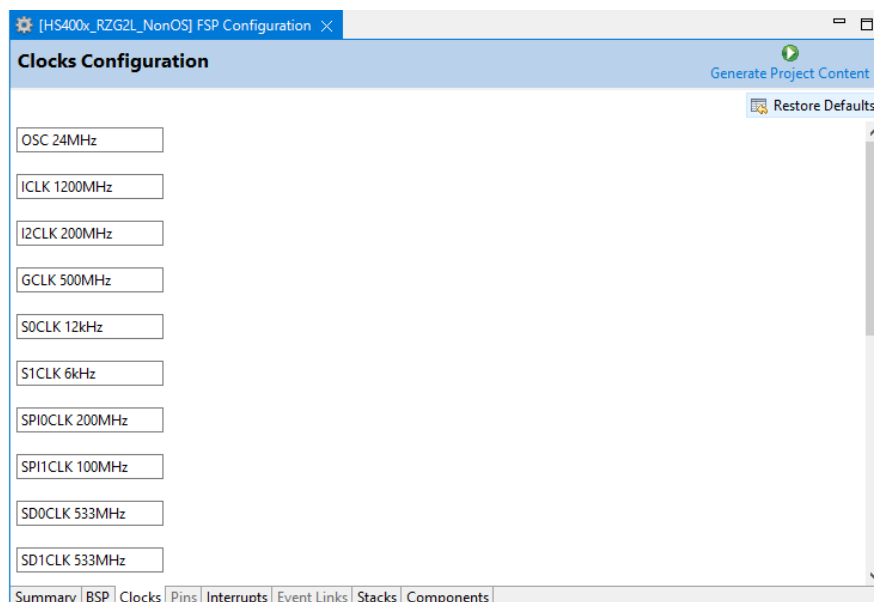 [HS400x_RZG2L_NonOS] FSP Configuration
Clocks Configuration
Generate Project Content
Restore Defaults
OSC 24MHz
ICLK 1200MHz
I2CLK 200MHz
GCLK 500MHz
S0CLK 12kHz
S1CLK 6kHz
SPI0CLK 200MHz
SPI1CLK 100MHz
SD0CLK 533MHz
SD1CLK 533MHz
Summary BSP Clocks Pins Interrupts Event Links Stacks Components